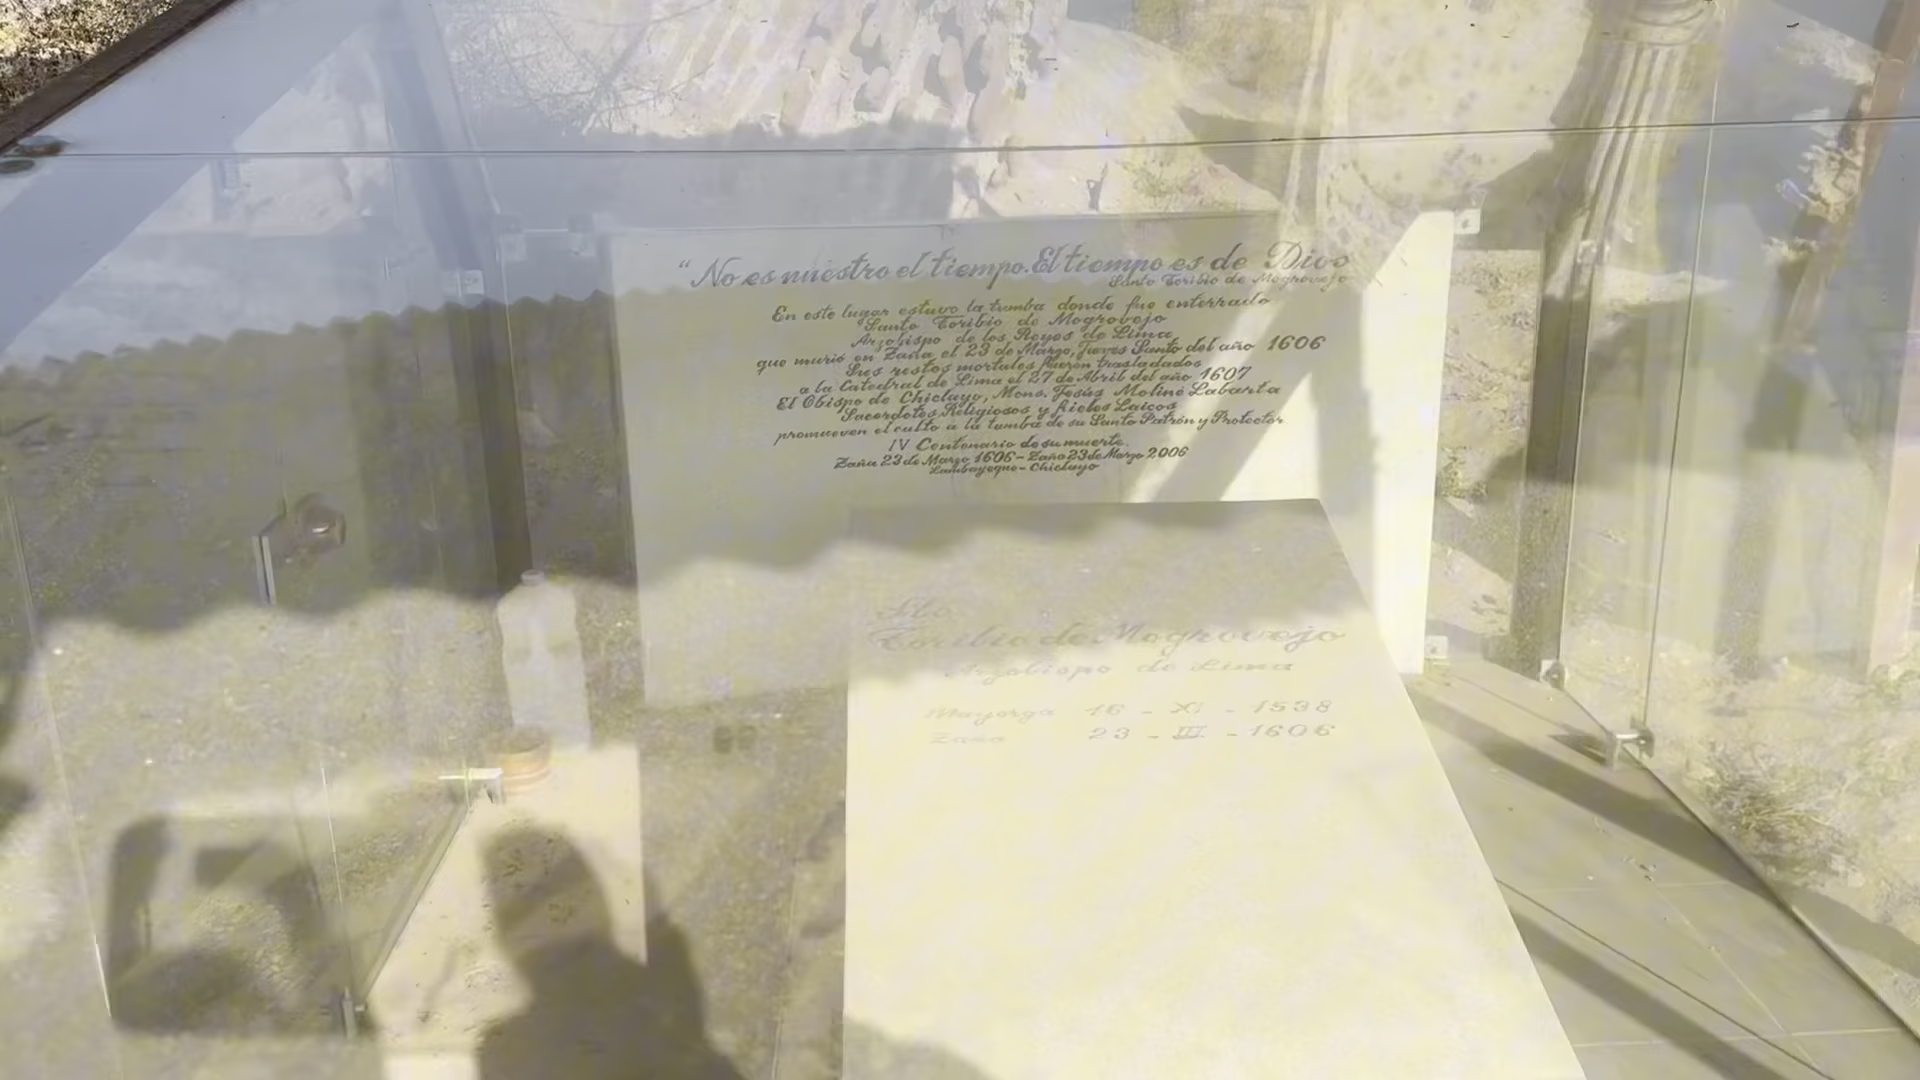 “No es nuestro el tiempo. El tiempo es de Dios
Santo Toribio de Mogrovejo
En este lugar estuvo la tumba donde fue enterrado
Santo Toribio de Mogrovejo
Arzobispo de los Reyes de Lima
que murió en Zaña el 23 de Marzo, Jueves Santo del año 1606
Sus restos mortales fueron trasladados
a la Catedral de Lima el 27 de Abril del año 1607
El Obispo de Chiclayo, Mons. Jesús Moliné Labarta
Sacerdotes, Religiosos y fieles Laicos
promueven el culto a la tumba de su Santo Patrón y Protector
IV Centenario de su muerte.
Zaña 23 de Marzo 1606 - Zaña 23 de Marzo 2006
Lambayeque - Chiclayo
Sto.
Toribio de Mogrovejo
Arzobispo de Lima
Mayorga 16 - XI - 1538
Zaña 23 - III - 1606